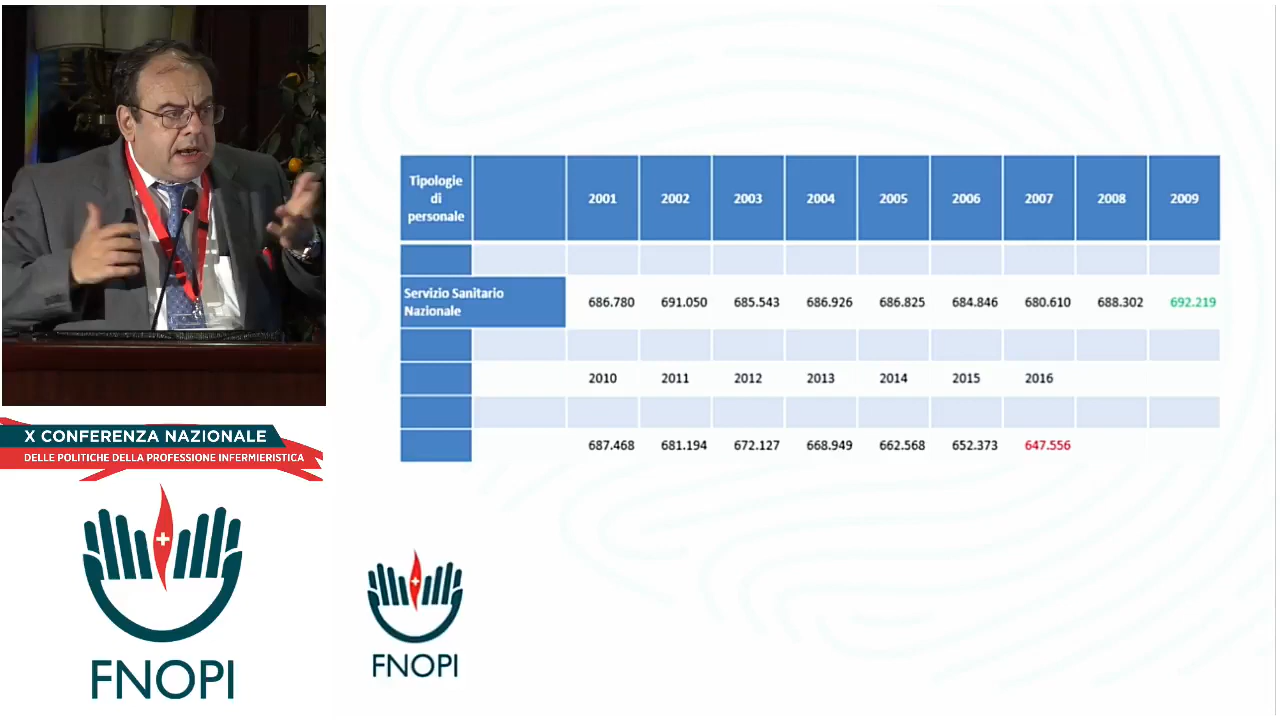 X CONFERENZA NAZIONALE
DELLE POLITICHE DELLA PROFESSIONE INFERMIERISTICA
FNOPI
Tipologie
di
personale
2001 2002 2003 2004 2005 2006 2007 2008 2009
Servizio Sanitario
Nazionale
686.780 691.050 685.543 686.926 686.825 684.846 680.610 688.302 692.219
2010 2011 2012 2013 2014 2015 2016
687.468 681.194 672.127 668.949 662.568 652.373 647.556
FNOPI